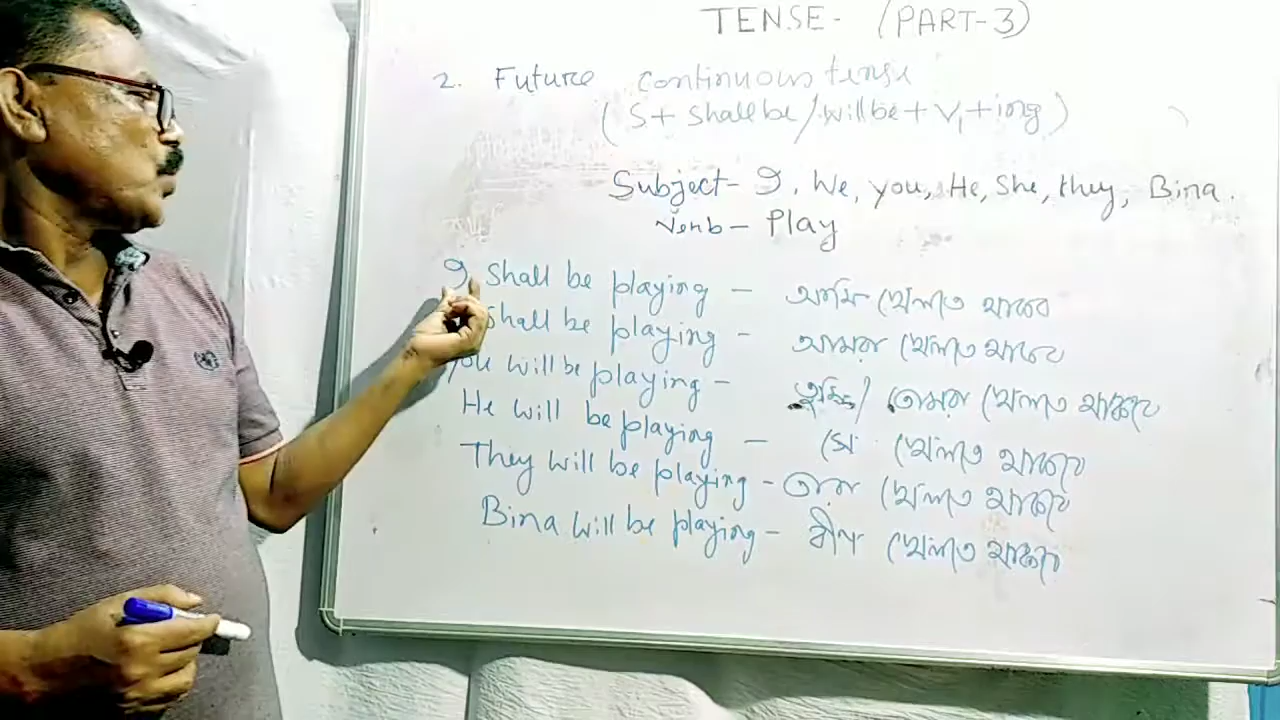 TENSE- (PART-3)
2. Future continuous tense
(S+ shall be/will be + V₁+ing)
Subject- I, We, you, He, She, they, Bina.
Verb- Play
I shall be playing - আমি খেলতে থাকব
shall be playing - আমরা খেলতে থাকবো
you will be playing - তুমি/ তোমরা খেলতে থাকবে
He will be playing - সে খেলতে থাকবে
They will be playing - তারা খেলতে থাকবে
Bina will be playing - বীণা খেলতে থাকবে